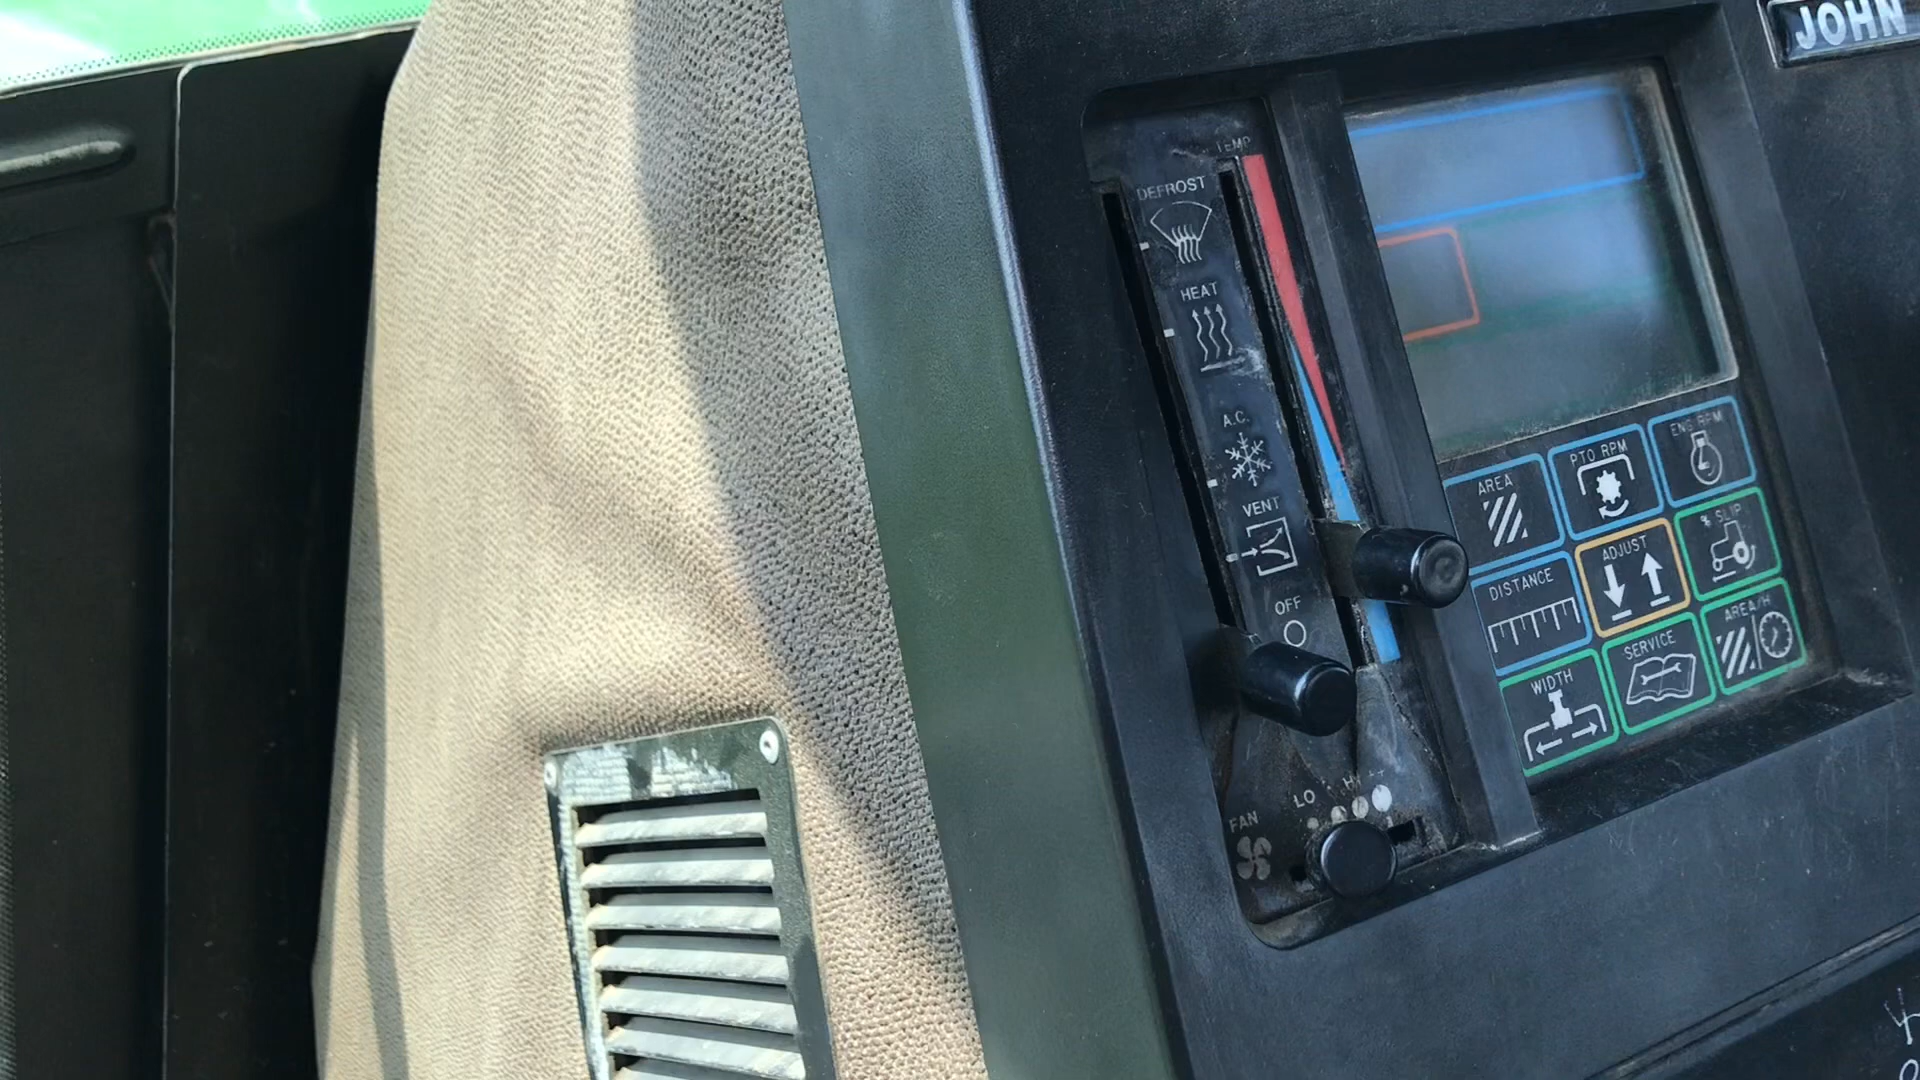 JOHN
TEMP
DEFROST
HEAT
A.C.
VENT
OFF
LO HI
FAN
AREA
PTO RPM
ENG RPM
DISTANCE
ADJUST
% SLIP
WIDTH
SERVICE
AREA/H